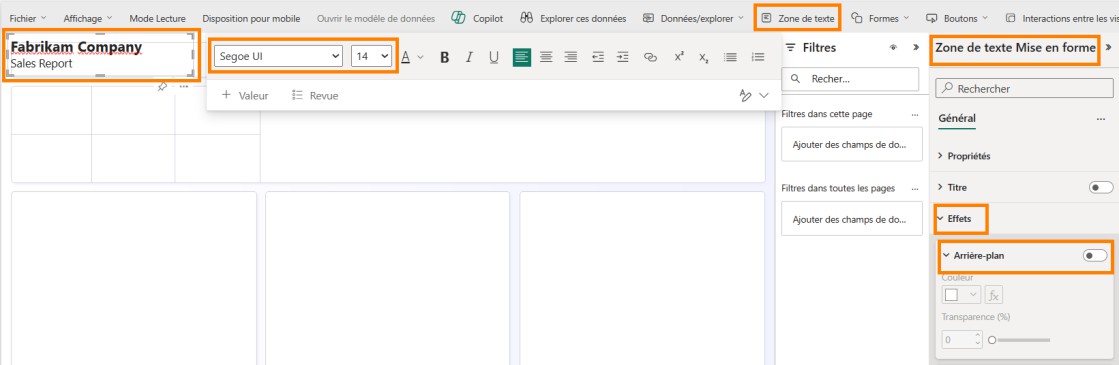 Fichier Affichage Mode Lecture Disposition pour mobile Ouvrir le modèle de données Copilot Explorer ces données Données/explorer Zone de texte Formes Boutons Interactions entre les vis
Fabrikam Company
Sales Report
Segoe UI 14 A B I U x² x₂
+ Valeur Revue
Filtres
Recher...
Filtres dans cette page ...
Ajouter des champs de do...
Filtres dans toutes les pages ...
Ajouter des champs de do...
Zone de texte Mise en forme
Rechercher
Général ...
Propriétés
Titre
Effets
Arrière-plan
Couleur
fx
Transparence (%)
0